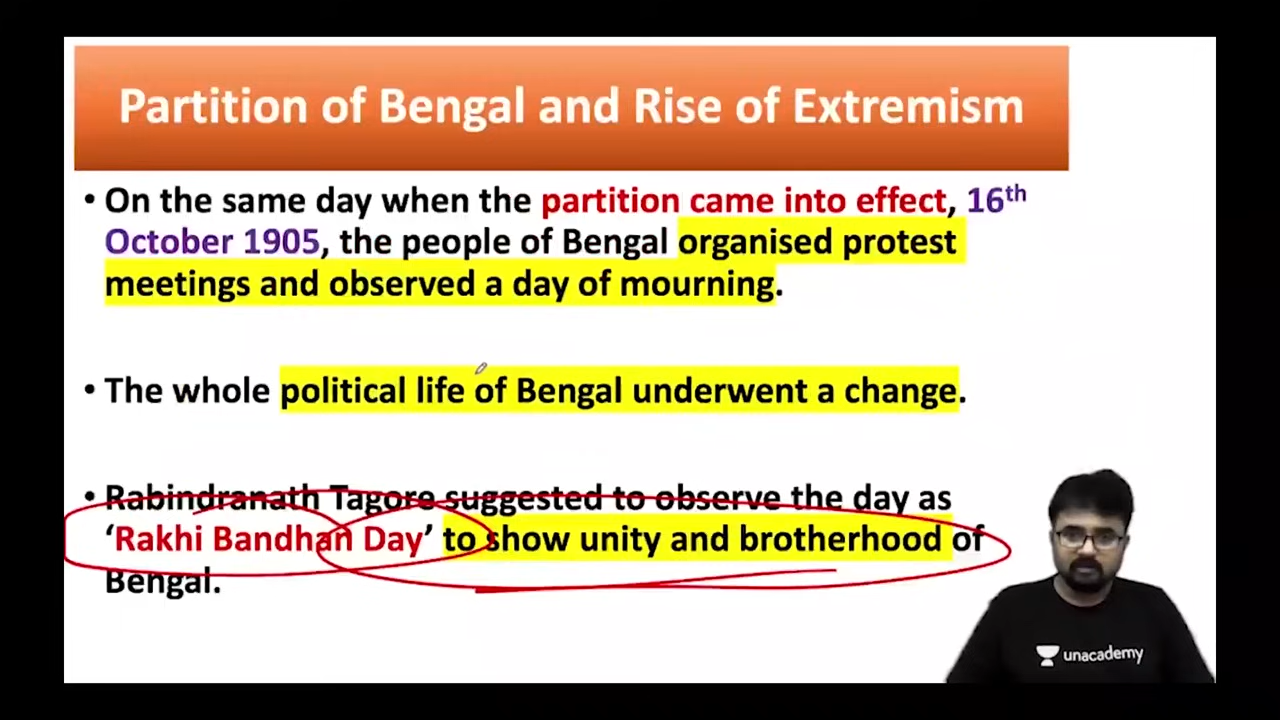 Partition of Bengal and Rise of Extremism
• On the same day when the partition came into effect, 16th
October 1905, the people of Bengal organised protest
meetings and observed a day of mourning.
• The whole political life of Bengal underwent a change.
• Rabindranath Tagore suggested to observe the day as
‘Rakhi Bandhan Day’ to show unity and brotherhood of
Bengal.
unacademy